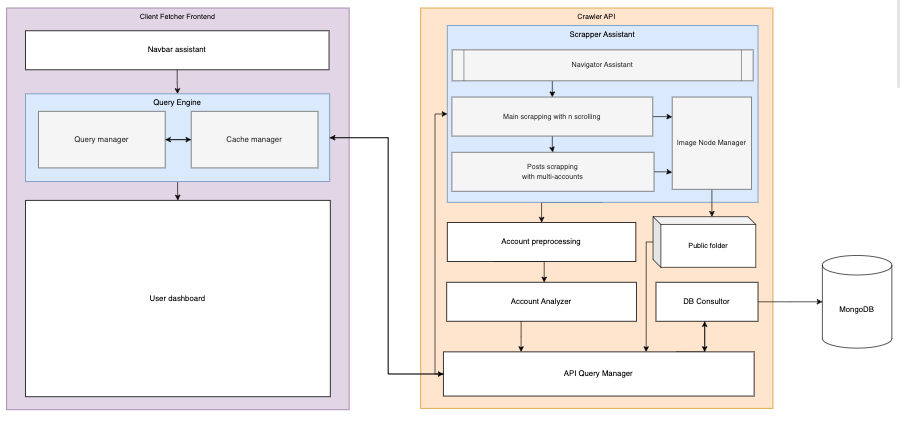 Client Fetcher Frontend
Navbar assistant
Query Engine
Query manager
Cache manager
User dashboard
Crawler API
Scrapper Assistant
Navigator Assistant
Main scrapping with n scrolling
Image Node Manager
Posts scrapping
with multi-accounts
Account preprocessing
Public folder
Account Analyzer
DB Consultor
MongoDB
API Query Manager